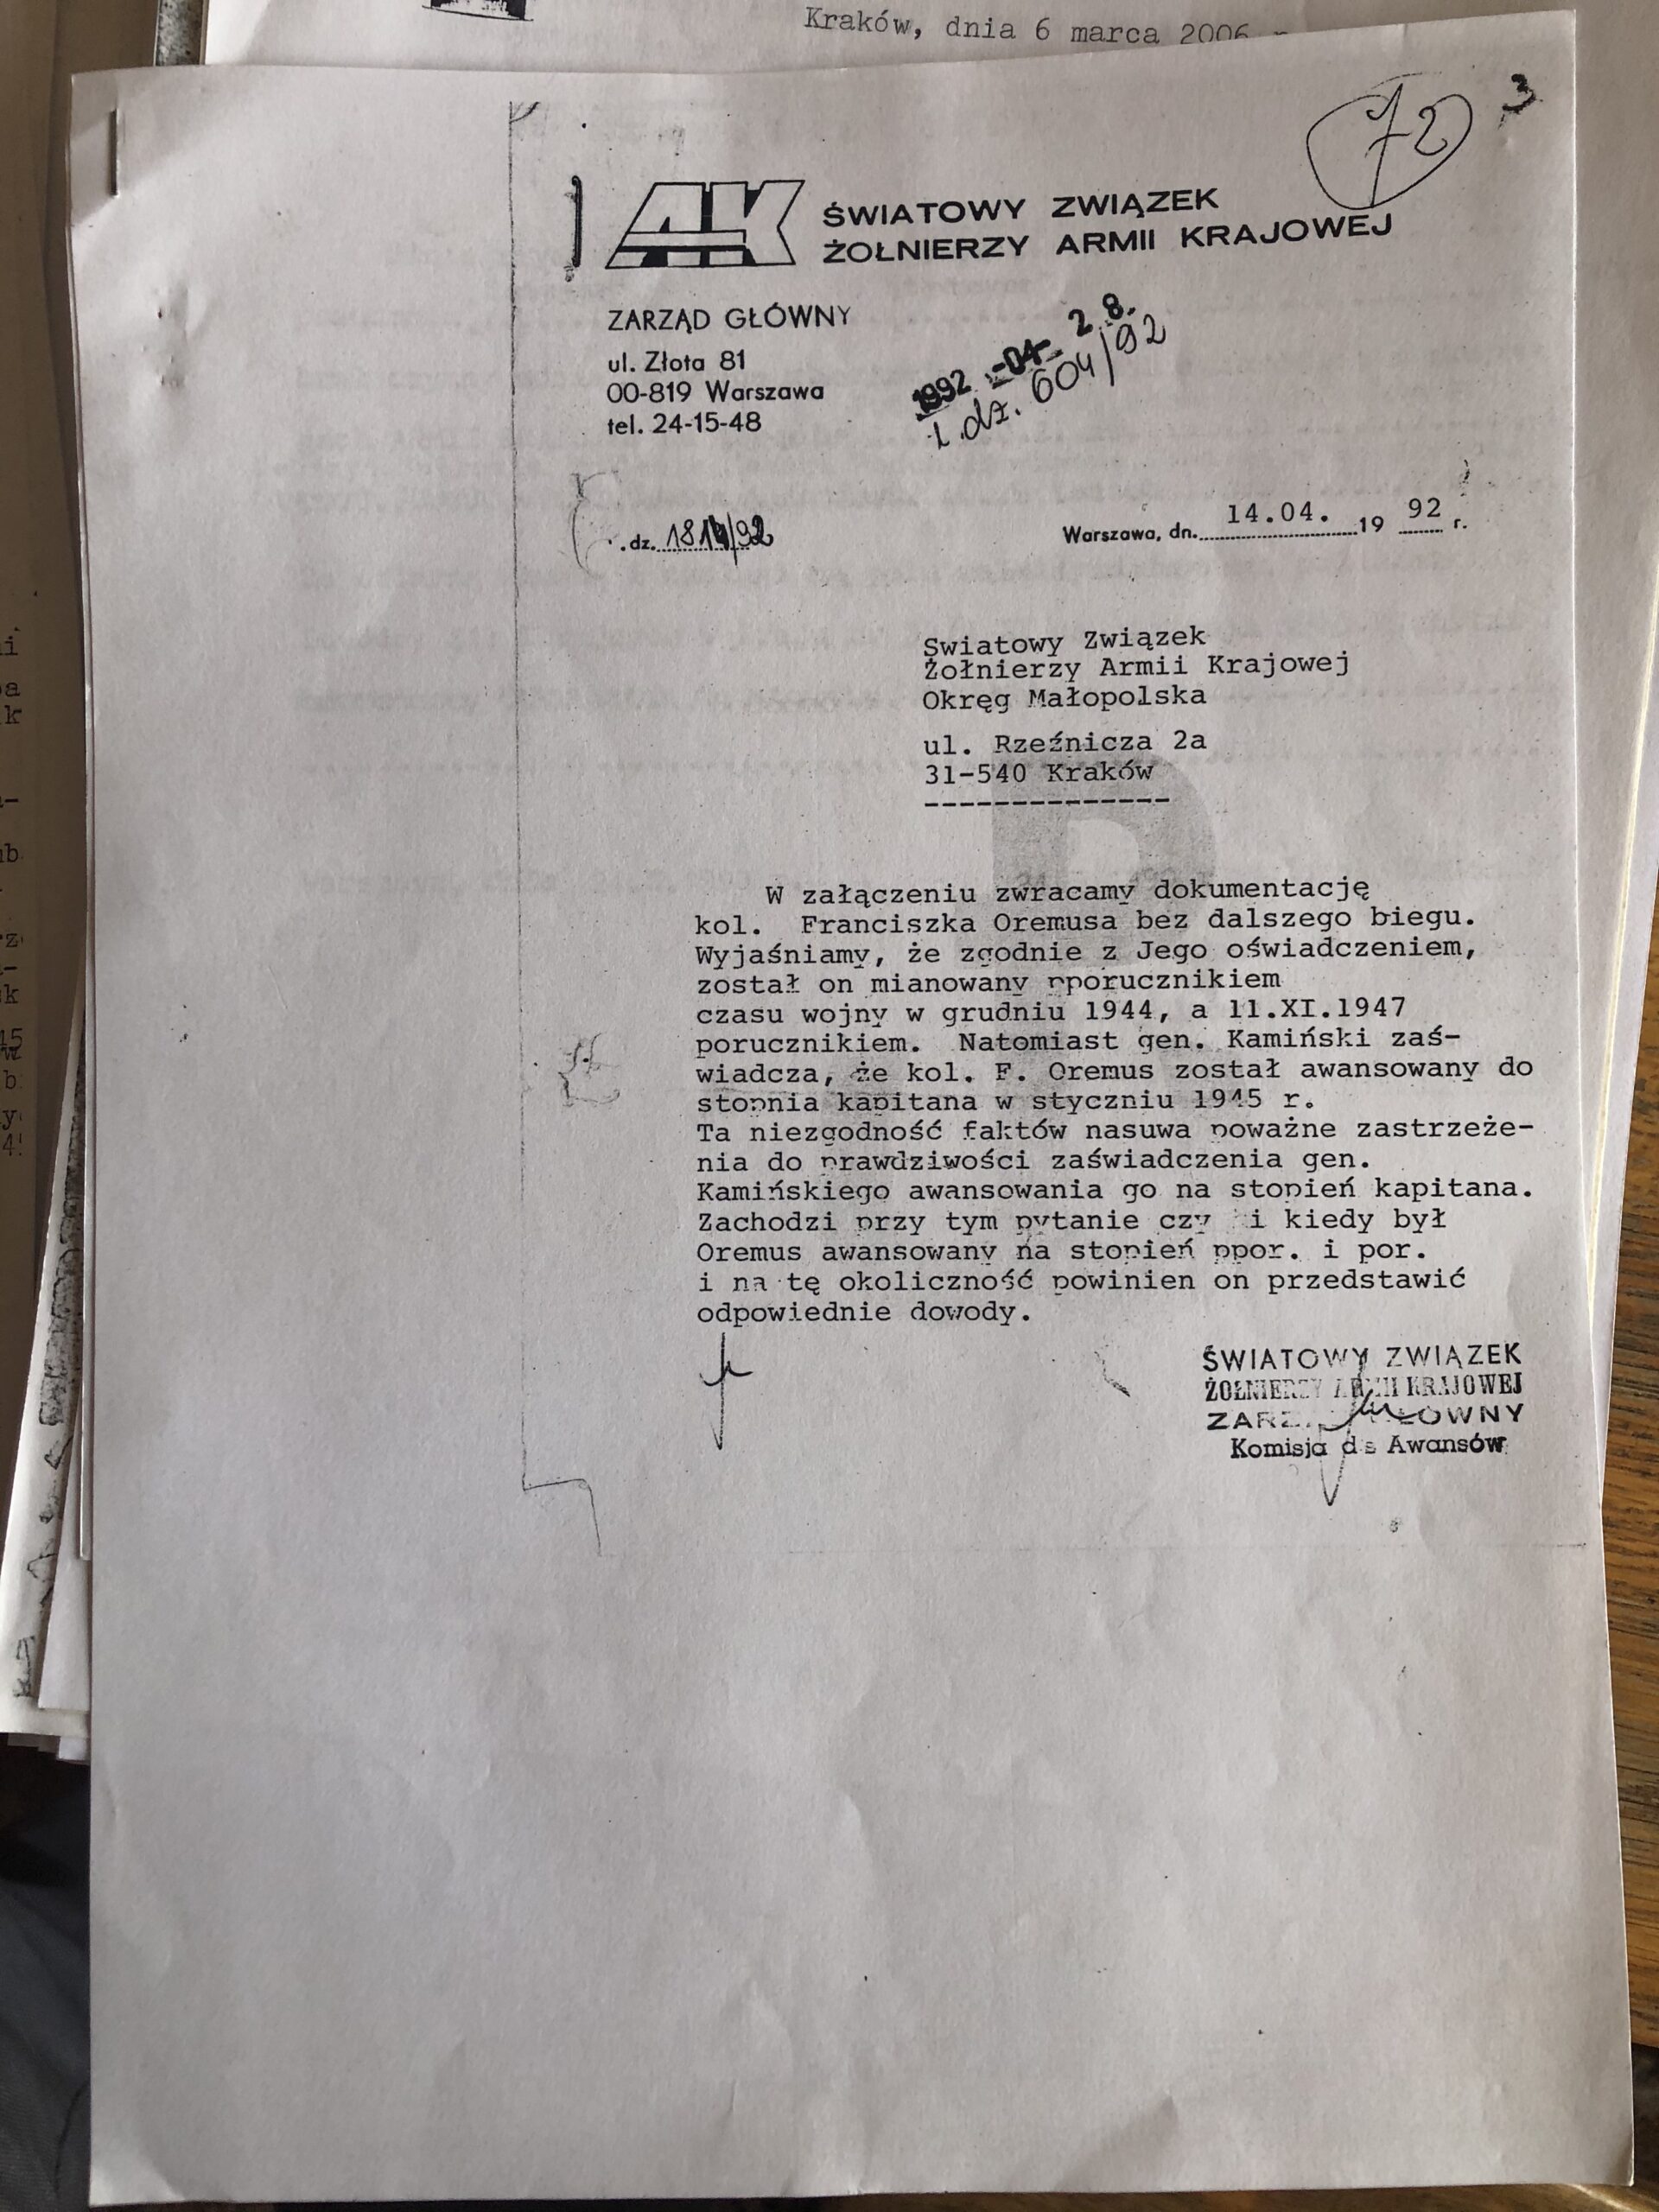 Kraków, dnia 6 marca 2006
3
72
AK
ŚWIATOWY ZWIĄZEK
ŻOŁNIERZY ARMII KRAJOWEJ
ZARZĄD GŁÓWNY
ul. Złota 81
00-819 Warszawa
tel. 24-15-48
1992 -04- 28.
l.dz. 604/92
.dz.
Warszawa, dn. 14.04. 19 92 r.
Swiatowy Związek
Żołnierzy Armii Krajowej
Okręg Małopolska
ul. Rzeźnicza 2a
31-540 Kraków
--------------
W załączeniu zwracamy dokumentację
kol. Franciszka Oremusa bez dalszego biegu.
Wyjaśniamy, że zgodnie z Jego oświadczeniem,
został on mianowany pporucznikiem
czasu wojny w grudniu 1944, a 11.XI.1947
porucznikiem. Natomiast gen. Kamiński zaś-
wiadcza, że kol. F. Oremus został awansowany do
stopnia kapitana w styczniu 1945 r.
Ta niezgodność faktów nasuwa poważne zastrzeże-
nia do prawdziwości zaświadczenia gen.
Kamińskiego awansowania go na stopień kapitana.
Zachodzi przy tym pytanie czy i kiedy był
Oremus awansowany na stopień ppor. i por.
i na tę okoliczność powinien on przedstawić
odpowiednie dowody.
ŚWIATOWY ZWIĄZEK
ŻOŁNIERZY ARMII KRAJOWEJ
ZARZĄD GŁÓWNY
Komisja ds Awansów